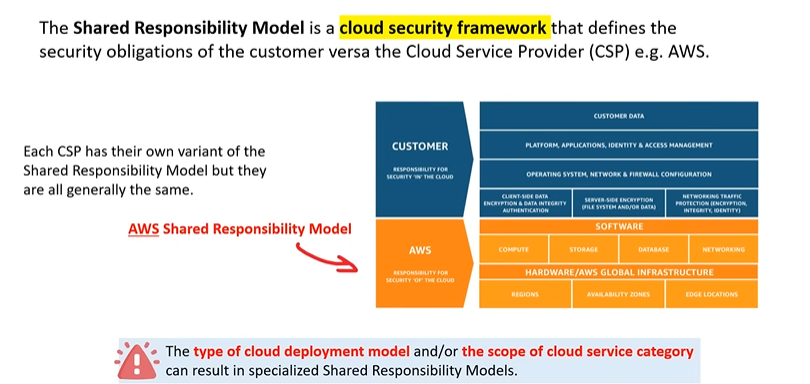 The Shared Responsibility Model is a cloud security framework that defines the
security obligations of the customer versa the Cloud Service Provider (CSP) e.g. AWS.
Each CSP has their own variant of the
Shared Responsibility Model but they
are all generally the same.
AWS Shared Responsibility Model
CUSTOMER
RESPONSIBILITY FOR
SECURITY 'IN' THE CLOUD
CUSTOMER DATA
PLATFORM, APPLICATIONS, IDENTITY & ACCESS MANAGEMENT
OPERATING SYSTEM, NETWORK & FIREWALL CONFIGURATION
CLIENT-SIDE DATA
ENCRYPTION & DATA INTEGRITY
AUTHENTICATION
SERVER-SIDE ENCRYPTION
(FILE SYSTEM AND/OR DATA)
NETWORKING TRAFFIC
PROTECTION (ENCRYPTION,
INTEGRITY, IDENTITY)
AWS
RESPONSIBILITY FOR
SECURITY 'OF' THE CLOUD
SOFTWARE
COMPUTE
STORAGE
DATABASE
NETWORKING
HARDWARE/AWS GLOBAL INFRASTRUCTURE
REGIONS
AVAILABILITY ZONES
EDGE LOCATIONS
The type of cloud deployment model and/or the scope of cloud service category
can result in specialized Shared Responsibility Models.